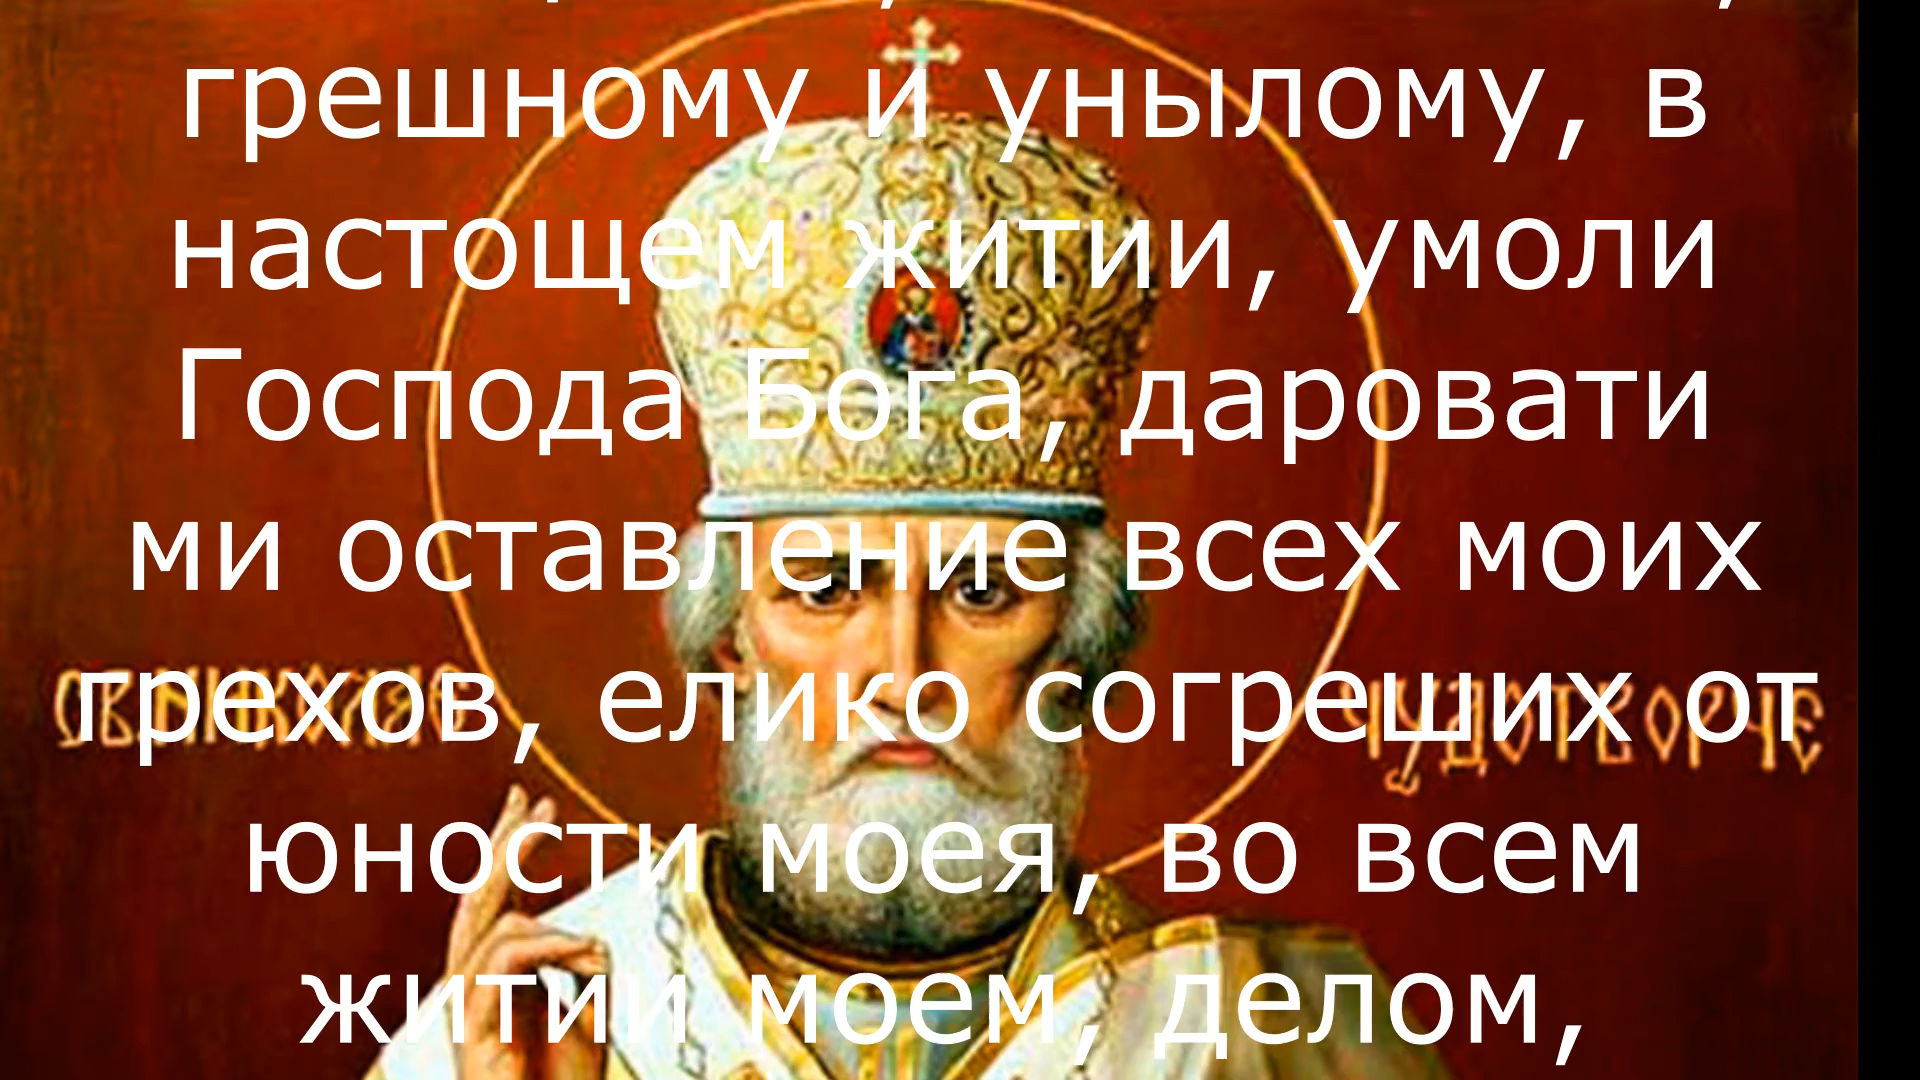 грешному и унылому, в
настощем житии, умоли
Господа Бога, даровати
ми оставление всех моих
грехов, елико согреших от
юности моея, во всем
житии моем, делом,
ЧУДОТВОРЧЕ